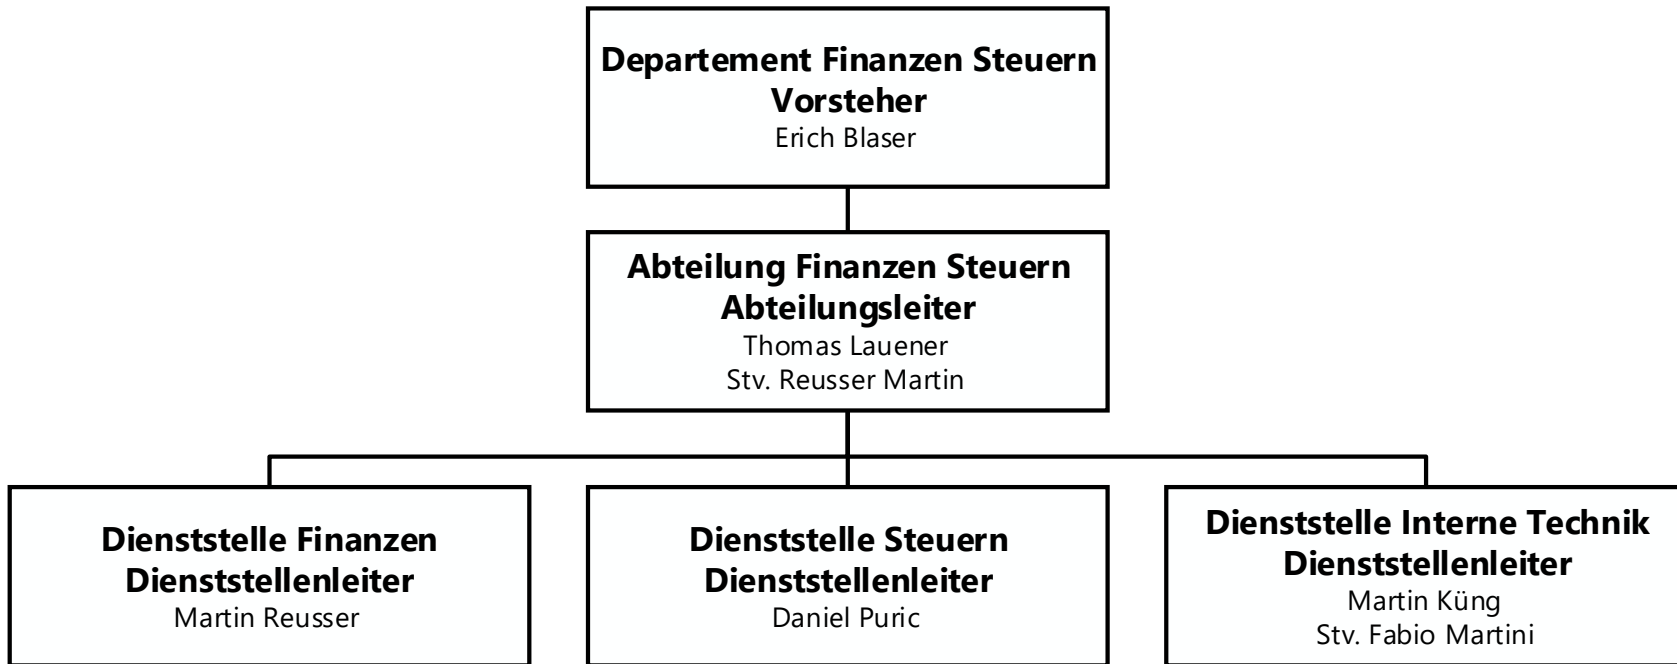 Departement Finanzen Steuern
Vorsteher
Erich Blaser
Abteilung Finanzen Steuern
Abteilungsleiter
Thomas Lauener
Stv. Reusser Martin
Dienststelle Finanzen
Dienststellenleiter
Martin Reusser
Dienststelle Steuern
Dienststellenleiter
Daniel Puric
Dienststelle Interne Technik
Dienststellenleiter
Martin Küng
Stv. Fabio Martini